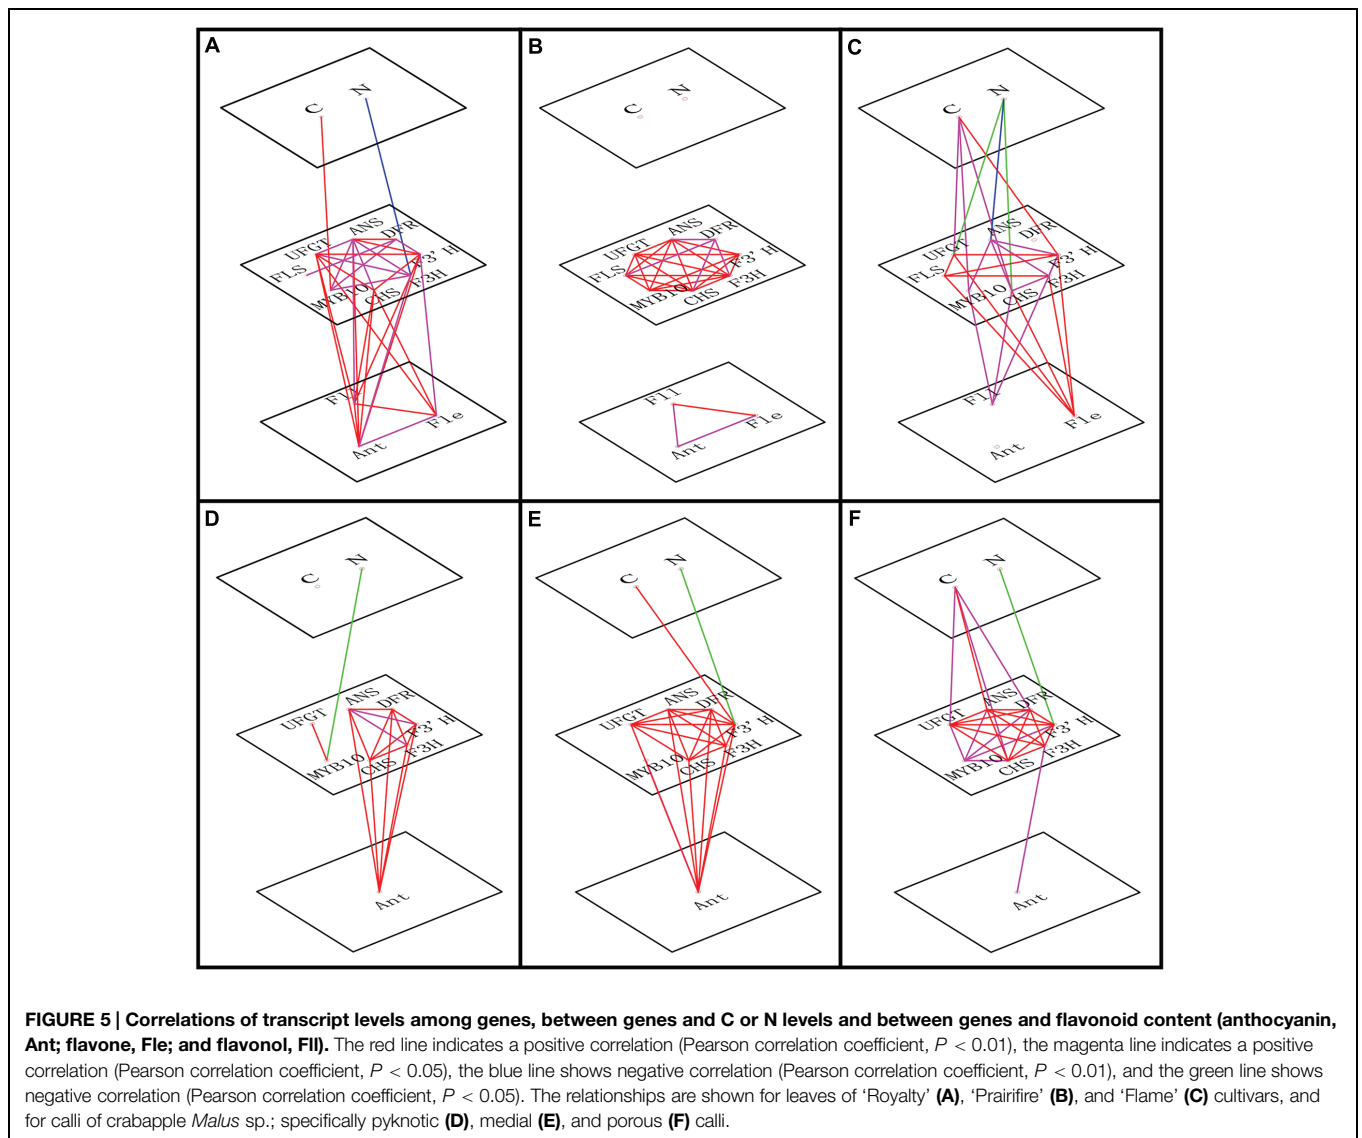 A
B
C
C N
C N
C N
ANS DFR
UFGT F3' H
FLS F3H
MYB10 CHS
ANS DFR
UFGT F3' H
FLS F3H
MYB10 CHS
ANS DFR
UFGT F3' H
FLS F3H
MYB10 CHS
Fll Fle
Ant
Fll Fle
Ant
Fll Fle
Ant
D
E
F
C N
C N
C N
ANS DFR
UFGT F3' H
MYB10 CHS F3H
ANS DFR
UFGT F3' H
MYB10 CHS F3H
ANS DFR
UFGT F3' H
MYB10 CHS F3H
Ant
Ant
Ant
FIGURE 5 | Correlations of transcript levels among genes, between genes and C or N levels and between genes and flavonoid content (anthocyanin,
Ant; flavone, Fle; and flavonol, Fll). The red line indicates a positive correlation (Pearson correlation coefficient, P < 0.01), the magenta line indicates a positive
correlation (Pearson correlation coefficient, P < 0.05), the blue line shows negative correlation (Pearson correlation coefficient, P < 0.01), and the green line shows
negative correlation (Pearson correlation coefficient, P < 0.05). The relationships are shown for leaves of ‘Royalty’ (A), ‘Prairifire’ (B), and ‘Flame’ (C) cultivars, and
for calli of crabapple Malus sp.; specifically pyknotic (D), medial (E), and porous (F) calli.